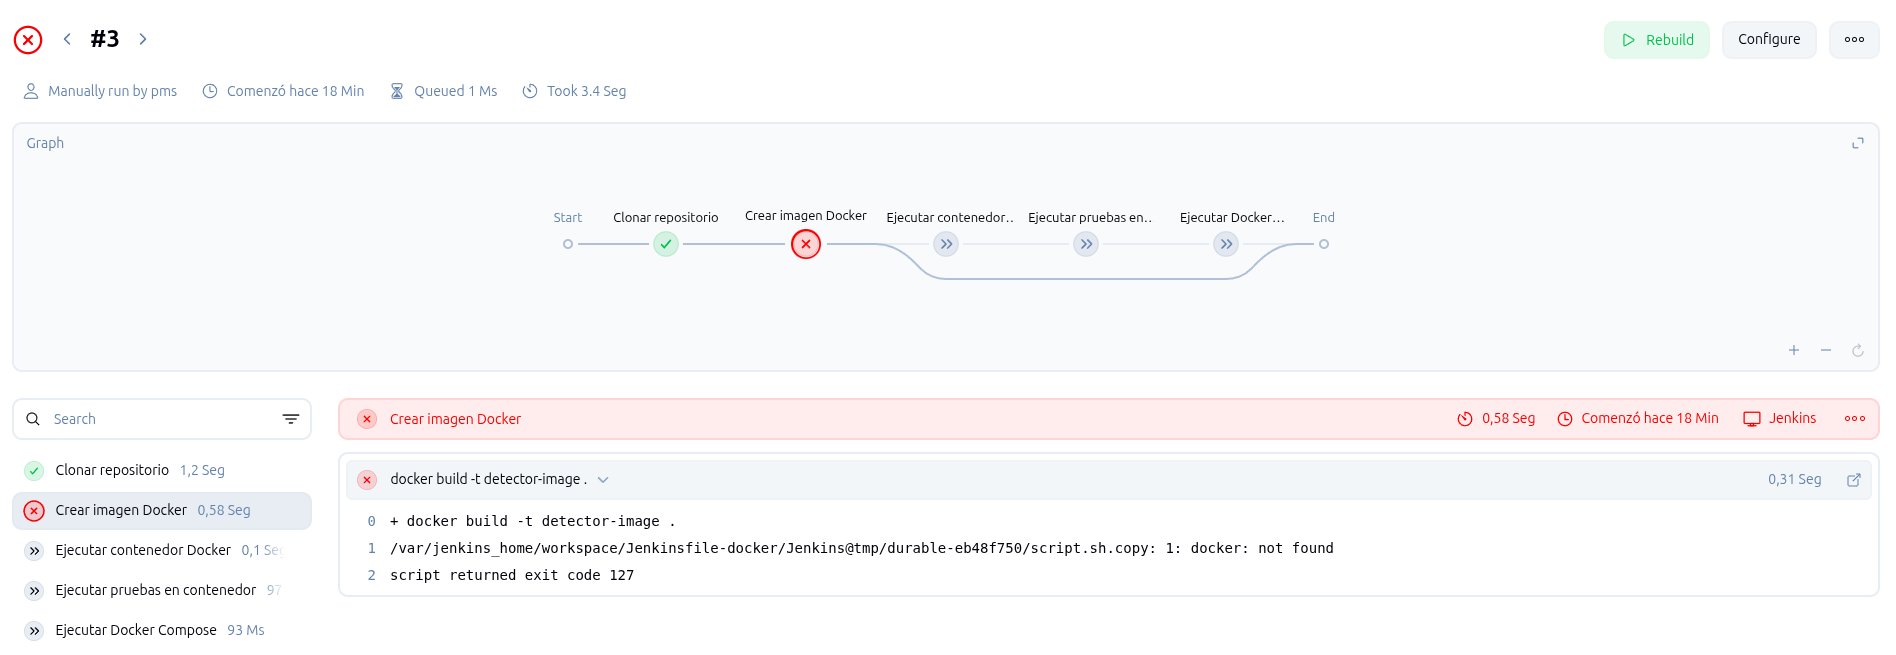 #3
Rebuild
Configure
Manually run by pms
Comenzó hace 18 Min
Queued 1 Ms
Took 3.4 Seg
Graph
Start
Clonar repositorio
Crear imagen Docker
Ejecutar contenedor..
Ejecutar pruebas en..
Ejecutar Docker...
End
Search
Clonar repositorio 1,2 Seg
Crear imagen Docker 0,58 Seg
Ejecutar contenedor Docker 0,1 Seg
Ejecutar pruebas en contenedor 97
Ejecutar Docker Compose 93 Ms
Crear imagen Docker
0,58 Seg
Comenzó hace 18 Min
Jenkins
docker build -t detector-image .
0,31 Seg
0 + docker build -t detector-image .
1 /var/jenkins_home/workspace/Jenkinsfile-docker/Jenkins@tmp/durable-eb48f750/script.sh.copy: 1: docker: not found
2 script returned exit code 127